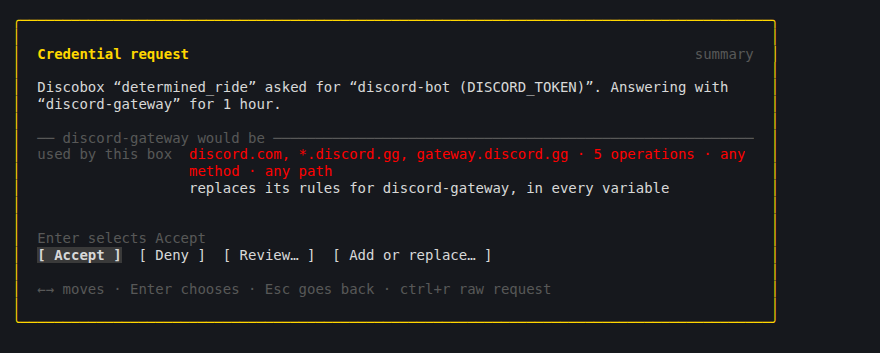 Credential request summary
Discobox “determined_ride” asked for “discord-bot (DISCORD_TOKEN)”. Answering with
“discord-gateway” for 1 hour.
── discord-gateway would be ──
used by this box discord.com, *.discord.gg, gateway.discord.gg · 5 operations · any
method · any path
replaces its rules for discord-gateway, in every variable
Enter selects Accept
[ Accept ] [ Deny ] [ Review… ] [ Add or replace… ]
←→ moves · Enter chooses · Esc goes back · ctrl+r raw request